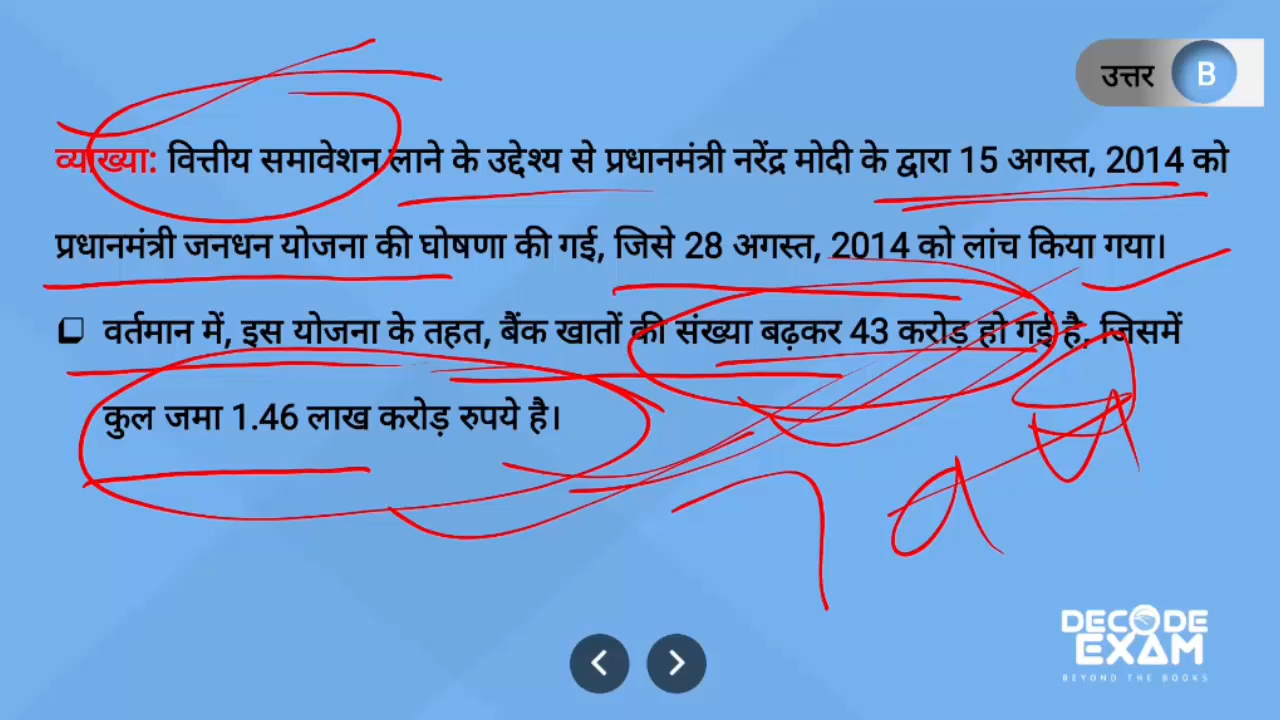 उत्तर B
व्याख्या: वित्तीय समावेशन लाने के उद्देश्य से प्रधानमंत्री नरेंद्र मोदी के द्वारा 15 अगस्त, 2014 को
प्रधानमंत्री जनधन योजना की घोषणा की गई, जिसे 28 अगस्त, 2014 को लांच किया गया।
❑ वर्तमान में, इस योजना के तहत, बैंक खातों की संख्या बढ़कर 43 करोड़ हो गई है, जिसमें
कुल जमा 1.46 लाख करोड़ रुपये है।
DECODE
EXAM
BEYOND THE BOOKS